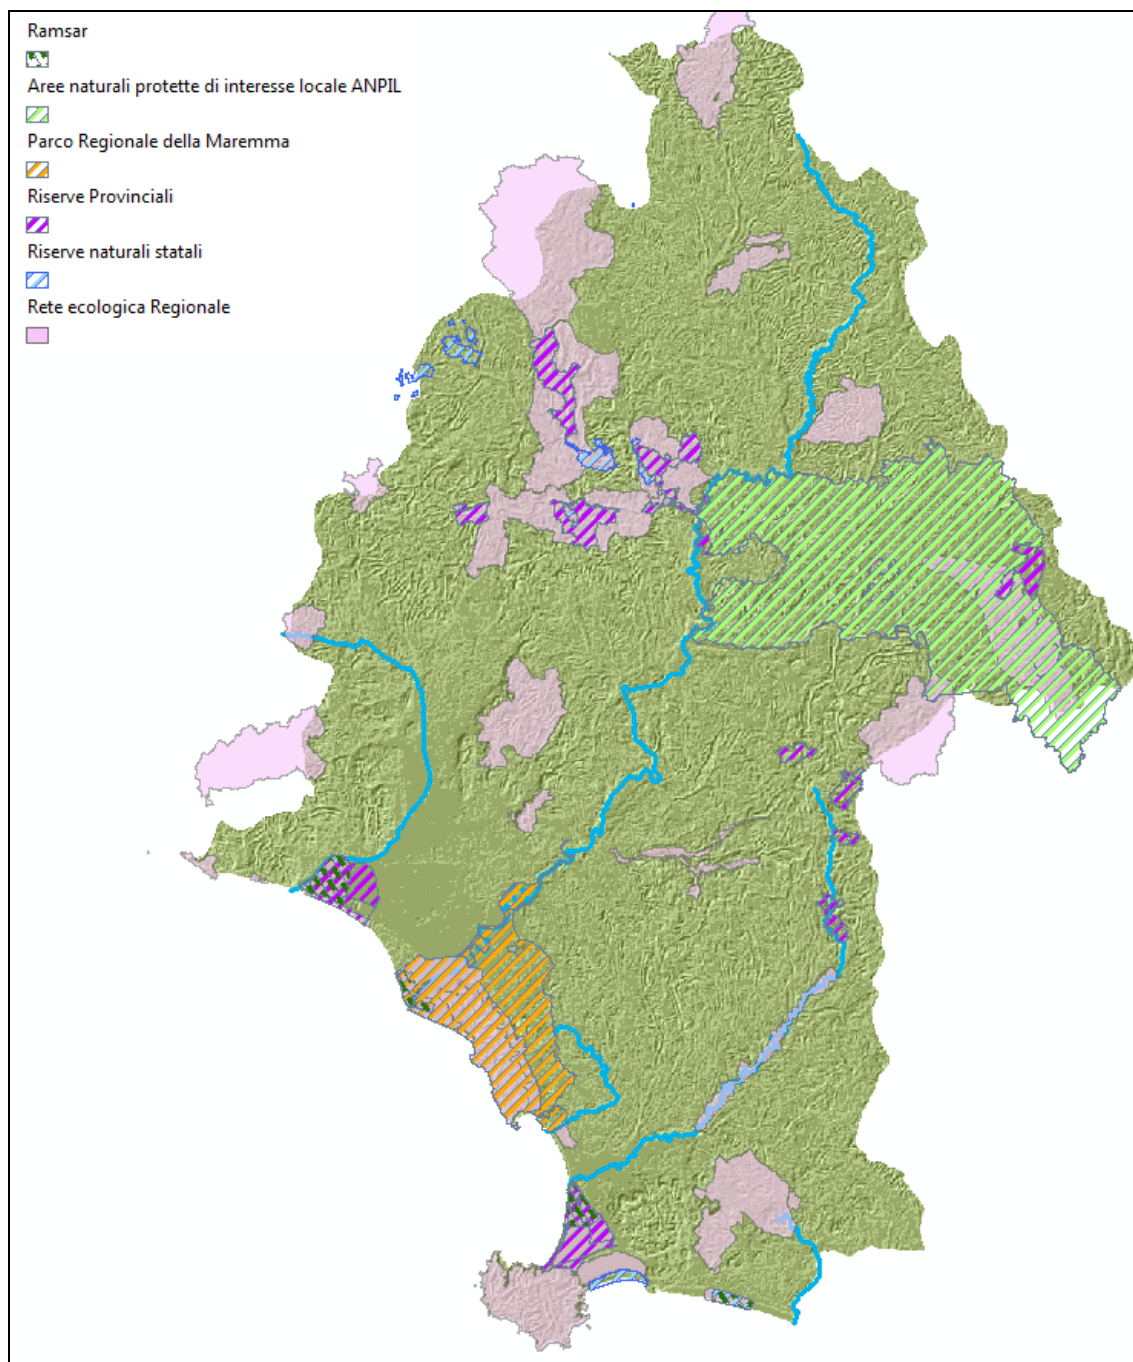 Ramsar
Aree naturali protette di interesse locale ANPIL
Parco Regionale della Maremma
Riserve Provinciali
Riserve naturali statali
Rete ecologica Regionale